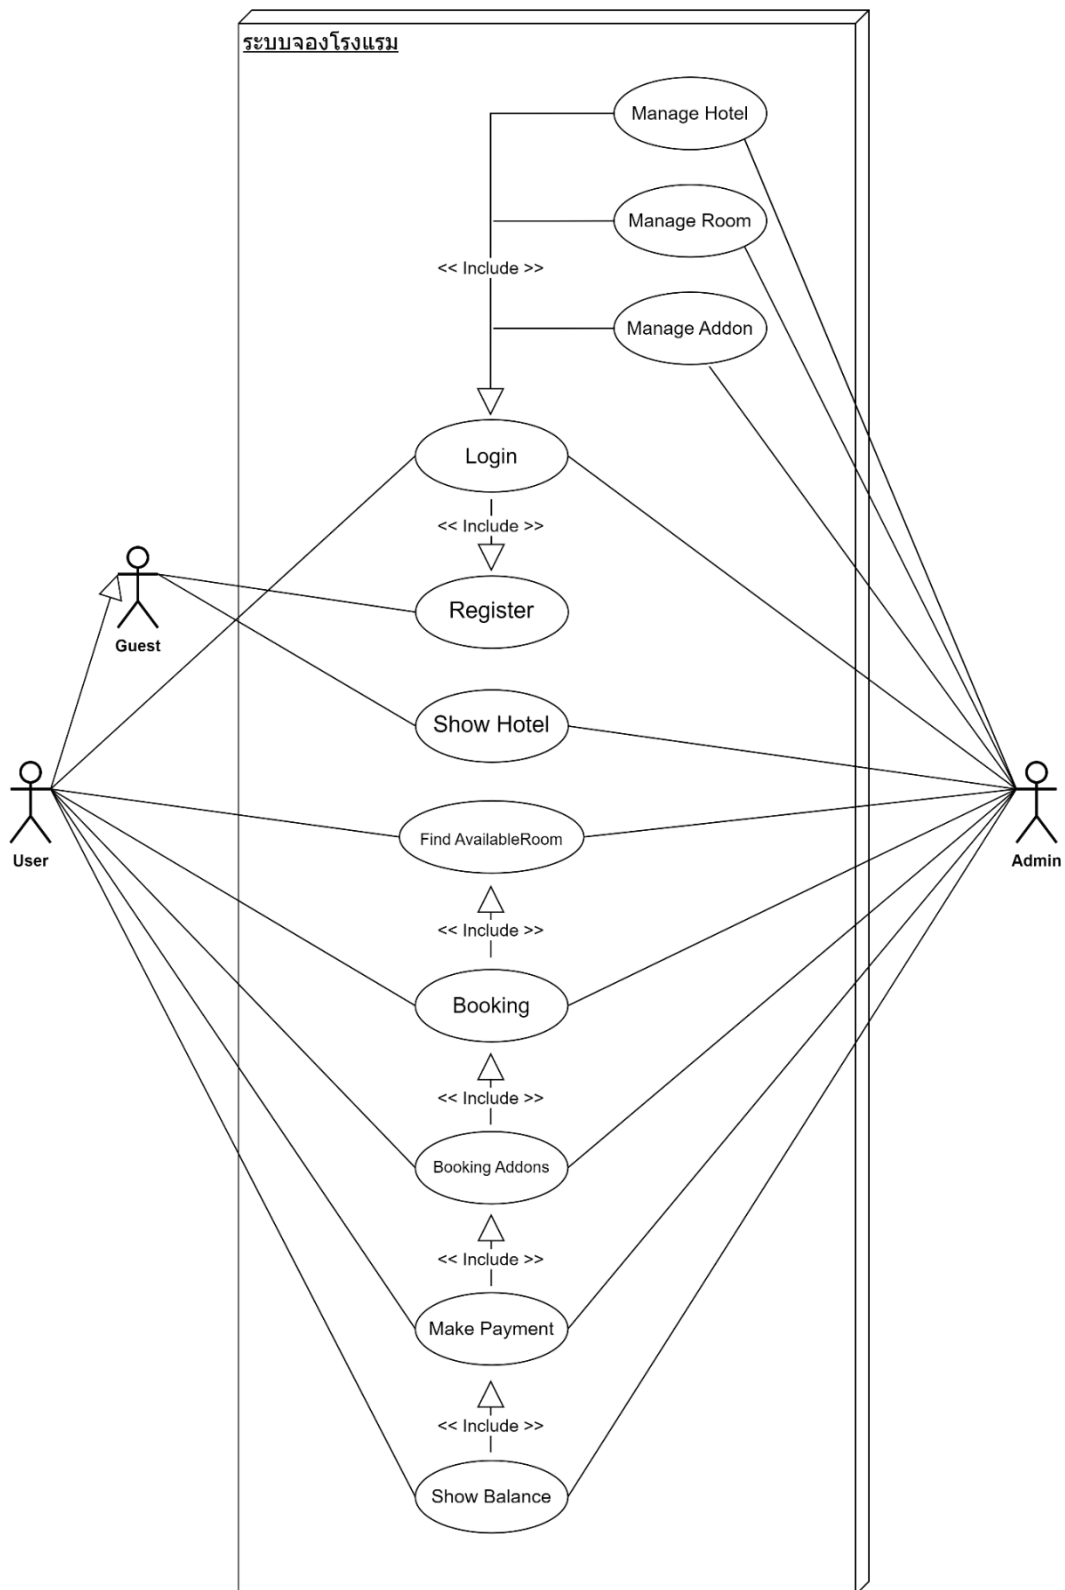 ระบบจองโรงแรม
Manage Hotel
Manage Room
<< Include >>
Manage Addon
Login
<< Include >>
Register
Guest
Show Hotel
User
Find AvailableRoom
Admin
<< Include >>
Booking
<< Include >>
Booking Addons
<< Include >>
Make Payment
<< Include >>
Show Balance